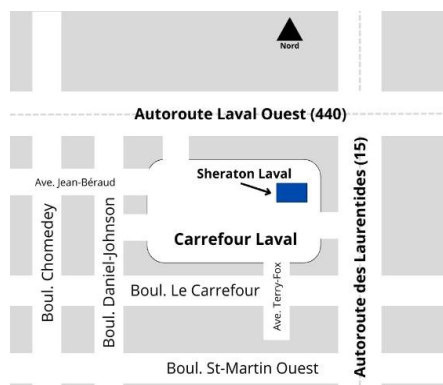 Nord
Autoroute Laval Ouest (440)
Sheraton Laval
Ave. Jean-Béraud
Carrefour Laval
Boul. Chomedey
Boul. Daniel-Johnson
Autoroute des Laurentides (15)
Ave. Terry-Fox
Boul. Le Carrefour
Boul. St-Martin Ouest